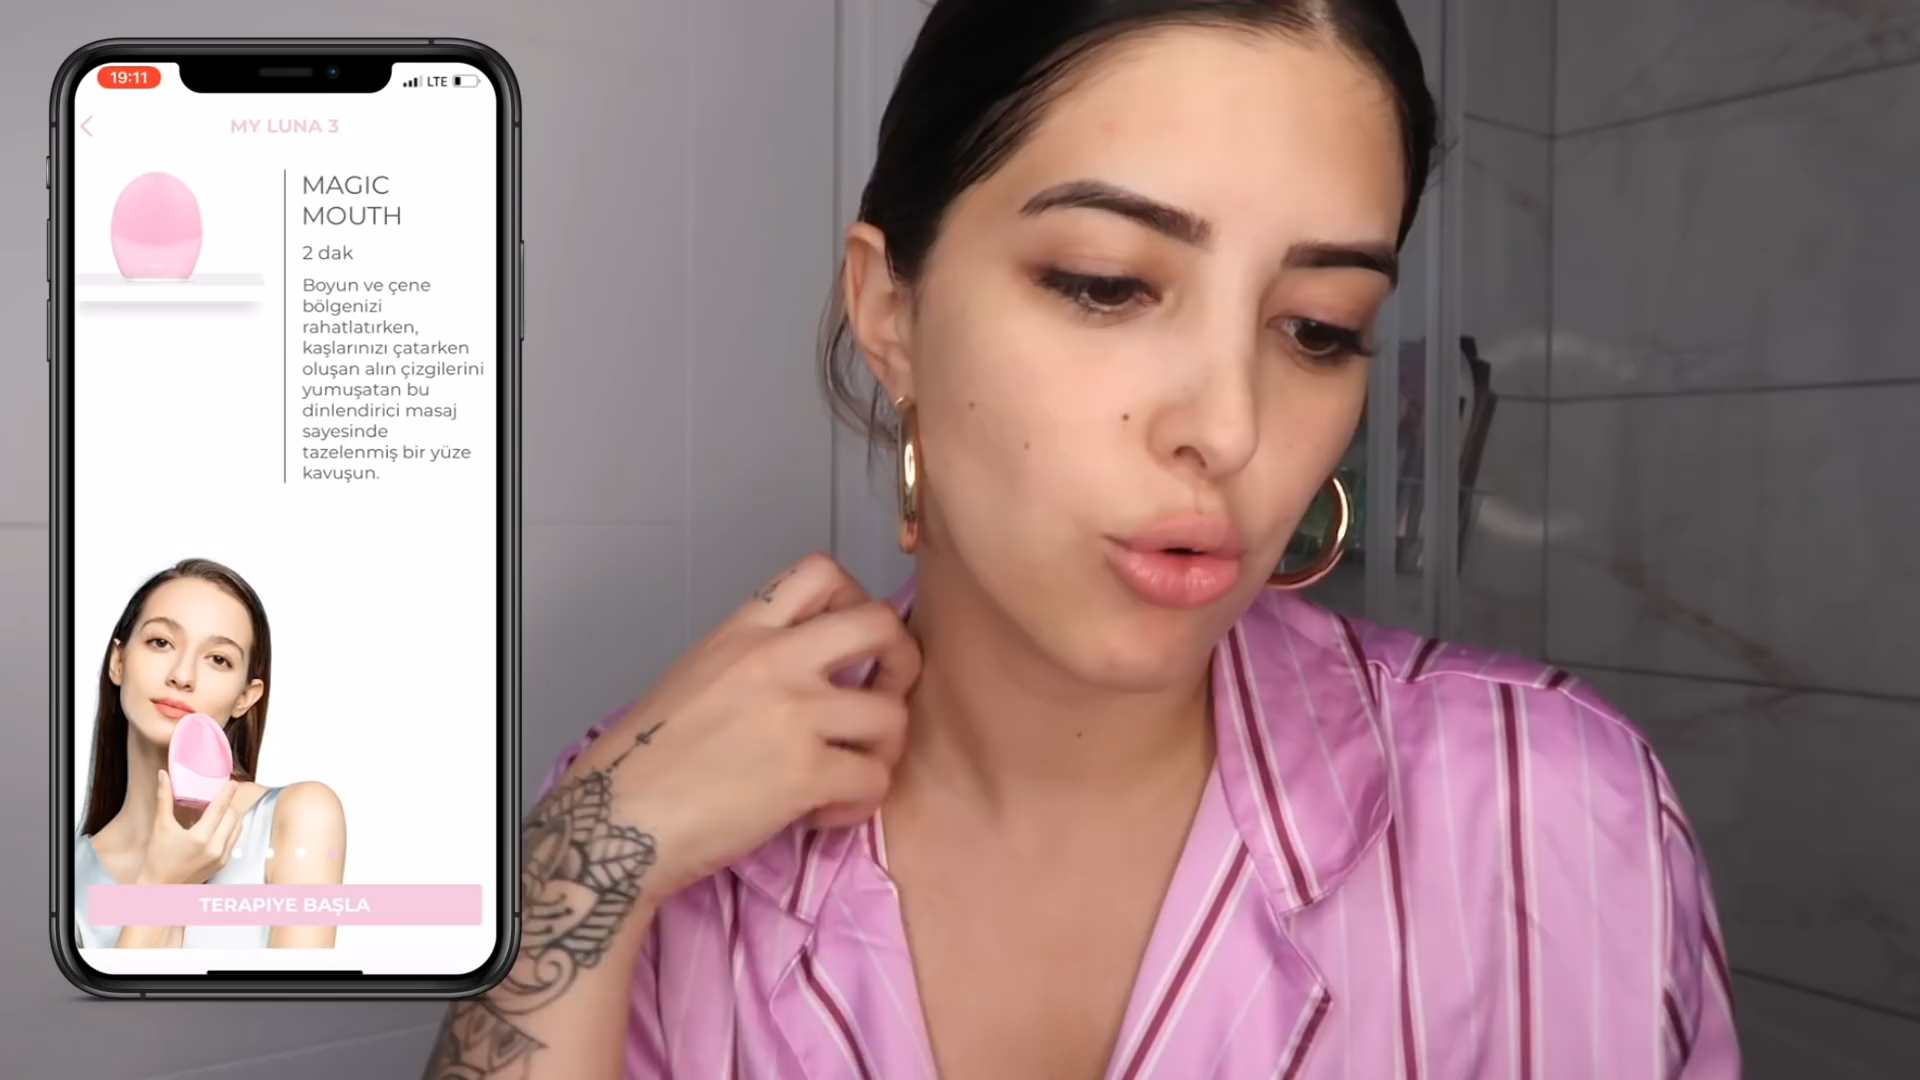 19:11
LTE
MY LUNA 3
MAGIC
MOUTH
2 dak
Boyun ve çene
bölgenizi
rahatlatırken,
kaşlarınızı çatarken
oluşan alın çizgilerini
yumuşatan bu
dinlendirici masaj
sayesinde
tazelenmiş bir yüze
kavuşun.
TERAPIYE BAŞLA